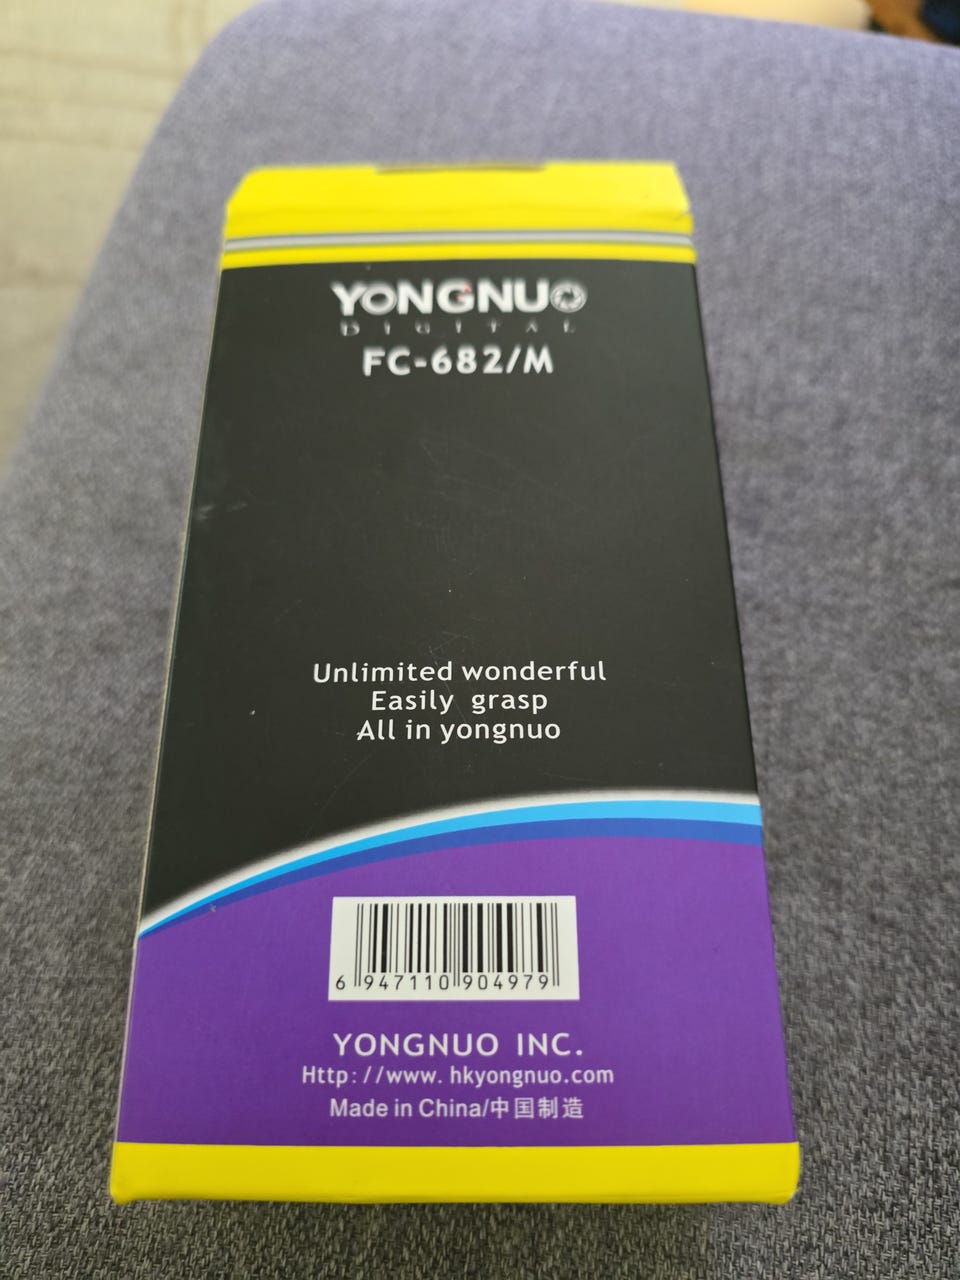 YONGNUO
DIGITAL
FC-682/M
Unlimited wonderful
Easily grasp
All in yongnuo
6 947110 904979
YONGNUO INC.
Http://www.hkyongnuo.com
Made in China/中国制造